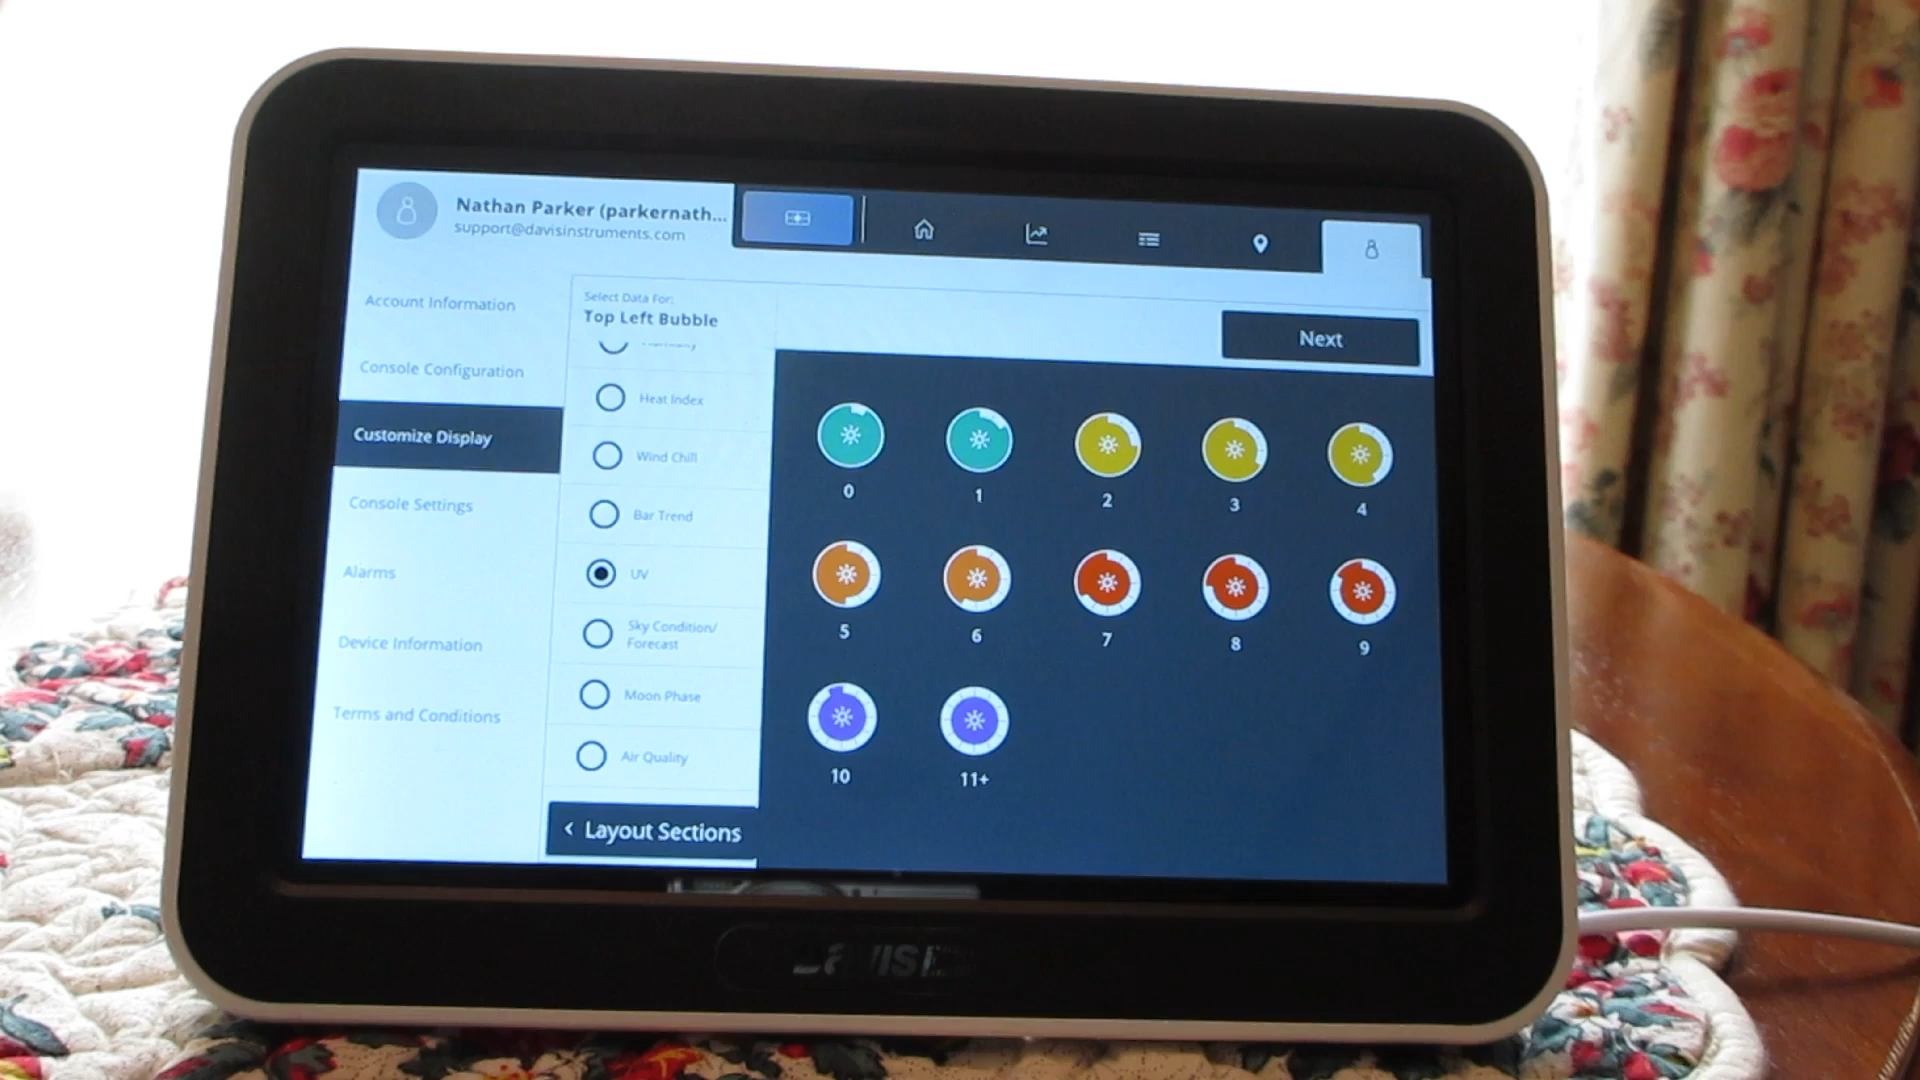 Nathan Parker (parkernath...
support@davisinstruments.com
Account Information
Console Configuration
Customize Display
Console Settings
Alarms
Device Information
Terms and Conditions
Select Data For:
Top Left Bubble
Heat Index
Wind Chill
Bar Trend
UV
Sky Condition/
Forecast
Moon Phase
Air Quality
< Layout Sections
Next
0 1 2 3 4
5 6 7 8 9
10 11+
DAVIS